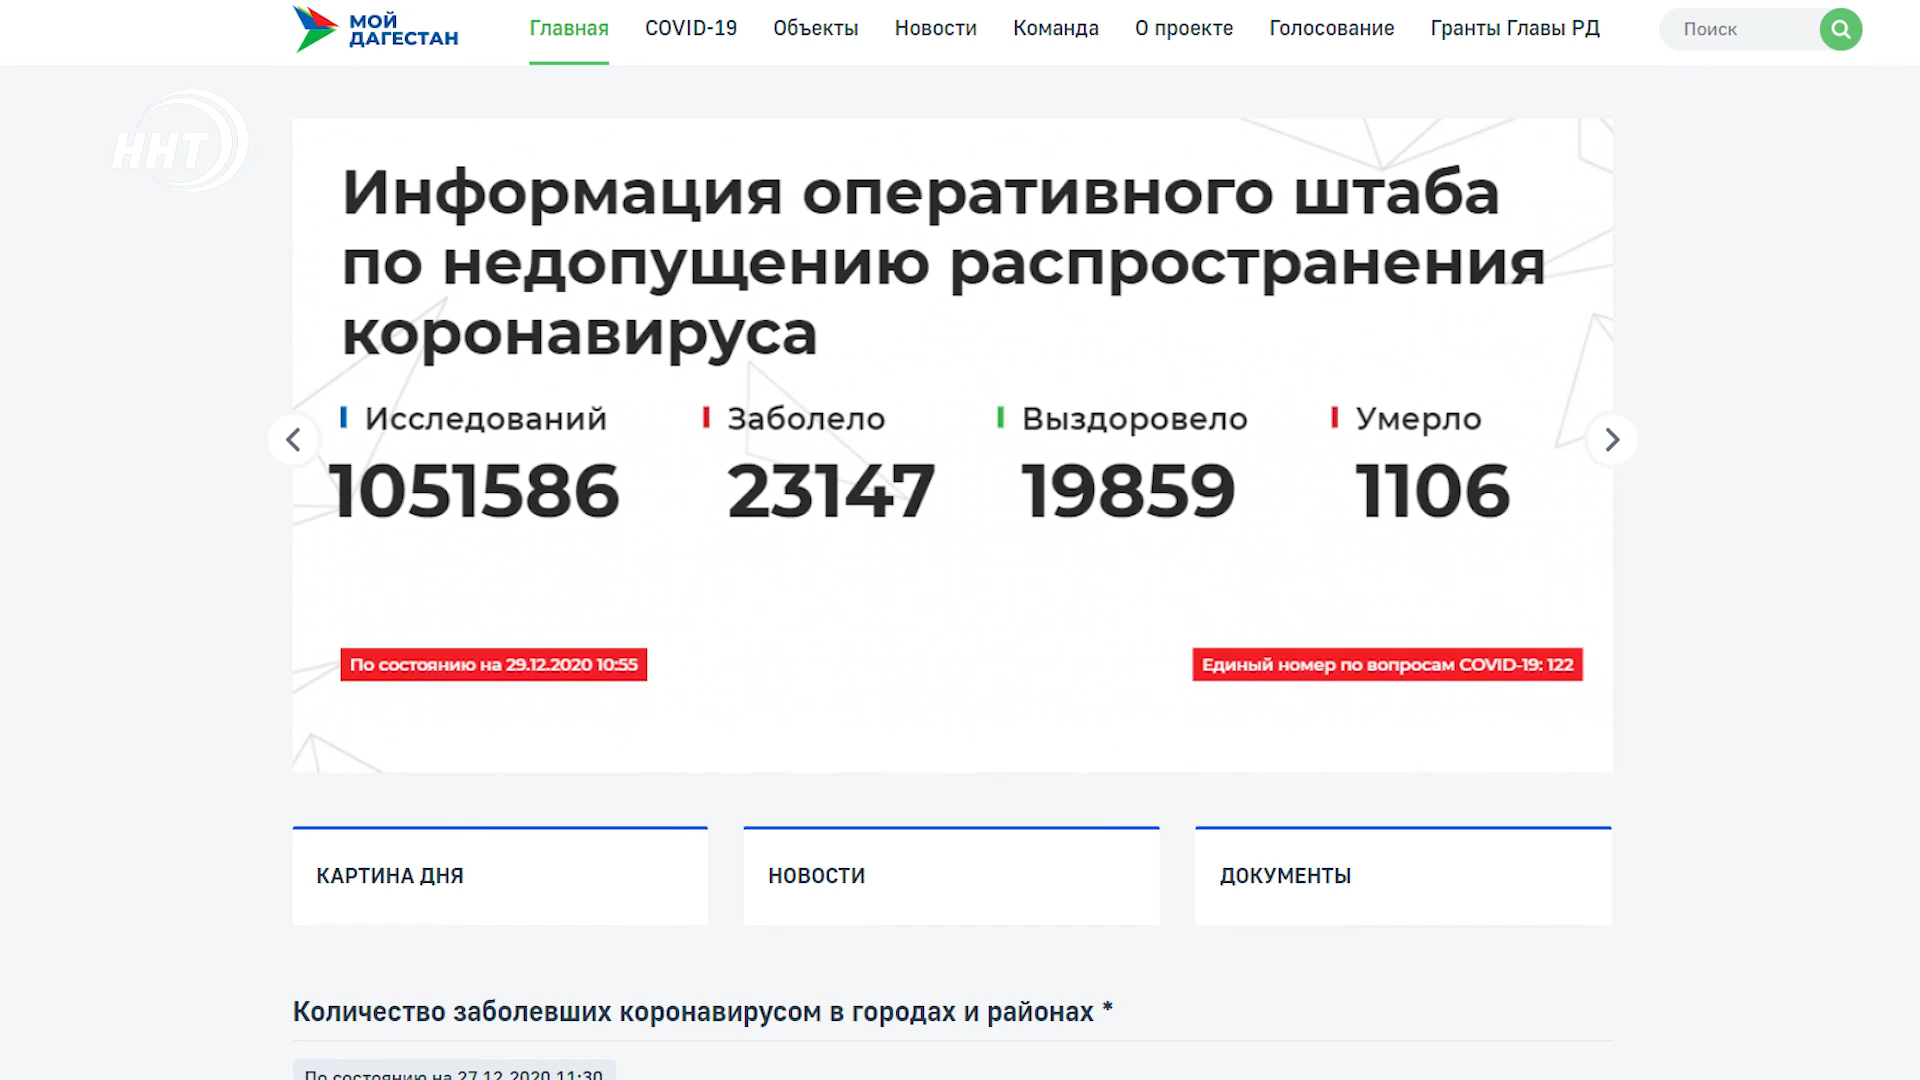 МОЙ
ДАГЕСТАН
Главная COVID-19 Объекты Новости Команда О проекте Голосование Гранты Главы РД Поиск
ННТ
Информация оперативного штаба
по недопущению распространения
коронавируса
Исследований Заболело Выздоровело Умерло
1051586 23147 19859 1106
По состоянию на 29.12.2020 10:55 Единый номер по вопросам COVID-19: 122
КАРТИНА ДНЯ НОВОСТИ ДОКУМЕНТЫ
Количество заболевших коронавирусом в городах и районах *
По состоянию на 27.12.2020 11:30